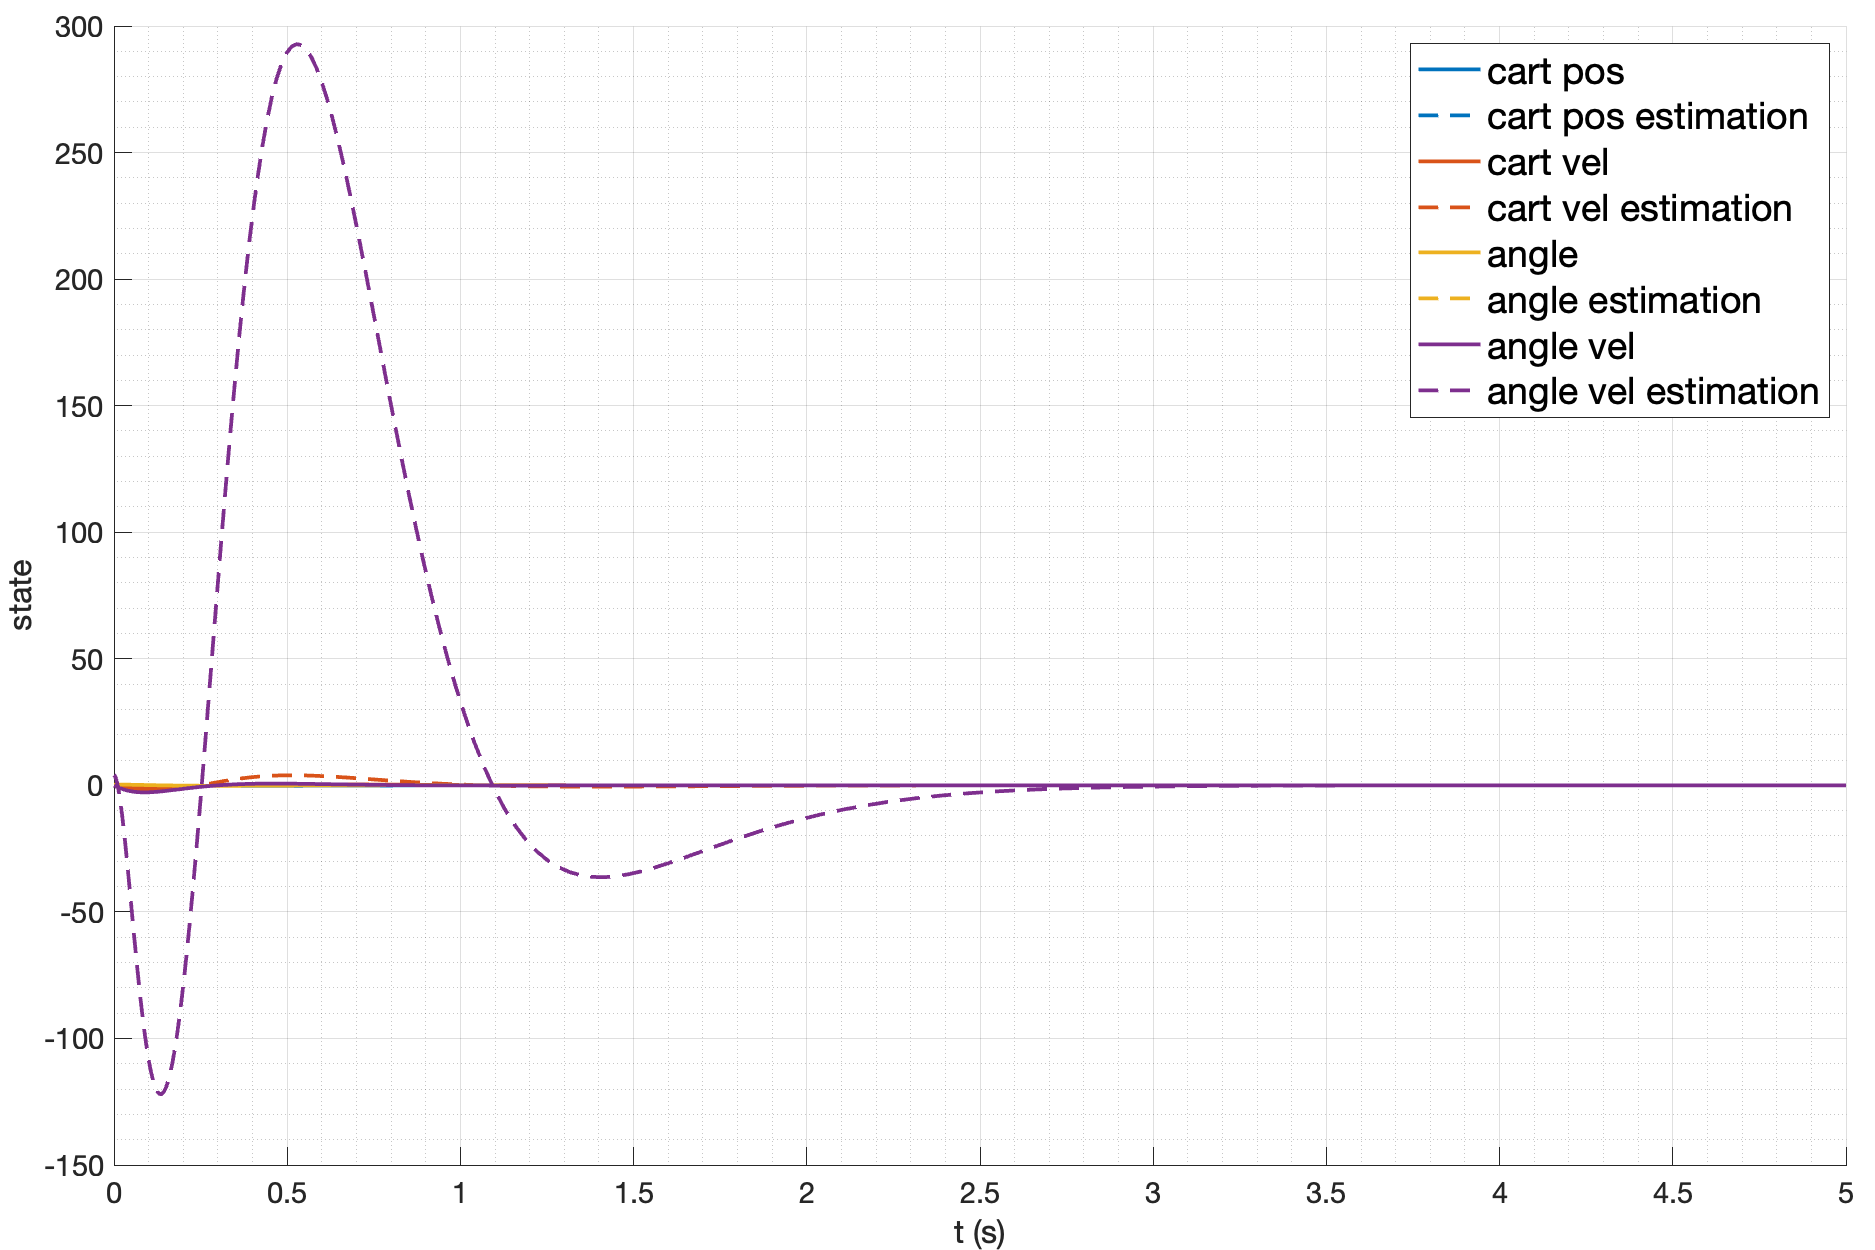 300
250
200
150
100
50
0
-50
-100
-150
state
0 0.5 1 1.5 2 2.5 3 3.5 4 4.5 5
t (s)
cart pos
cart pos estimation
cart vel
cart vel estimation
angle
angle estimation
angle vel
angle vel estimation